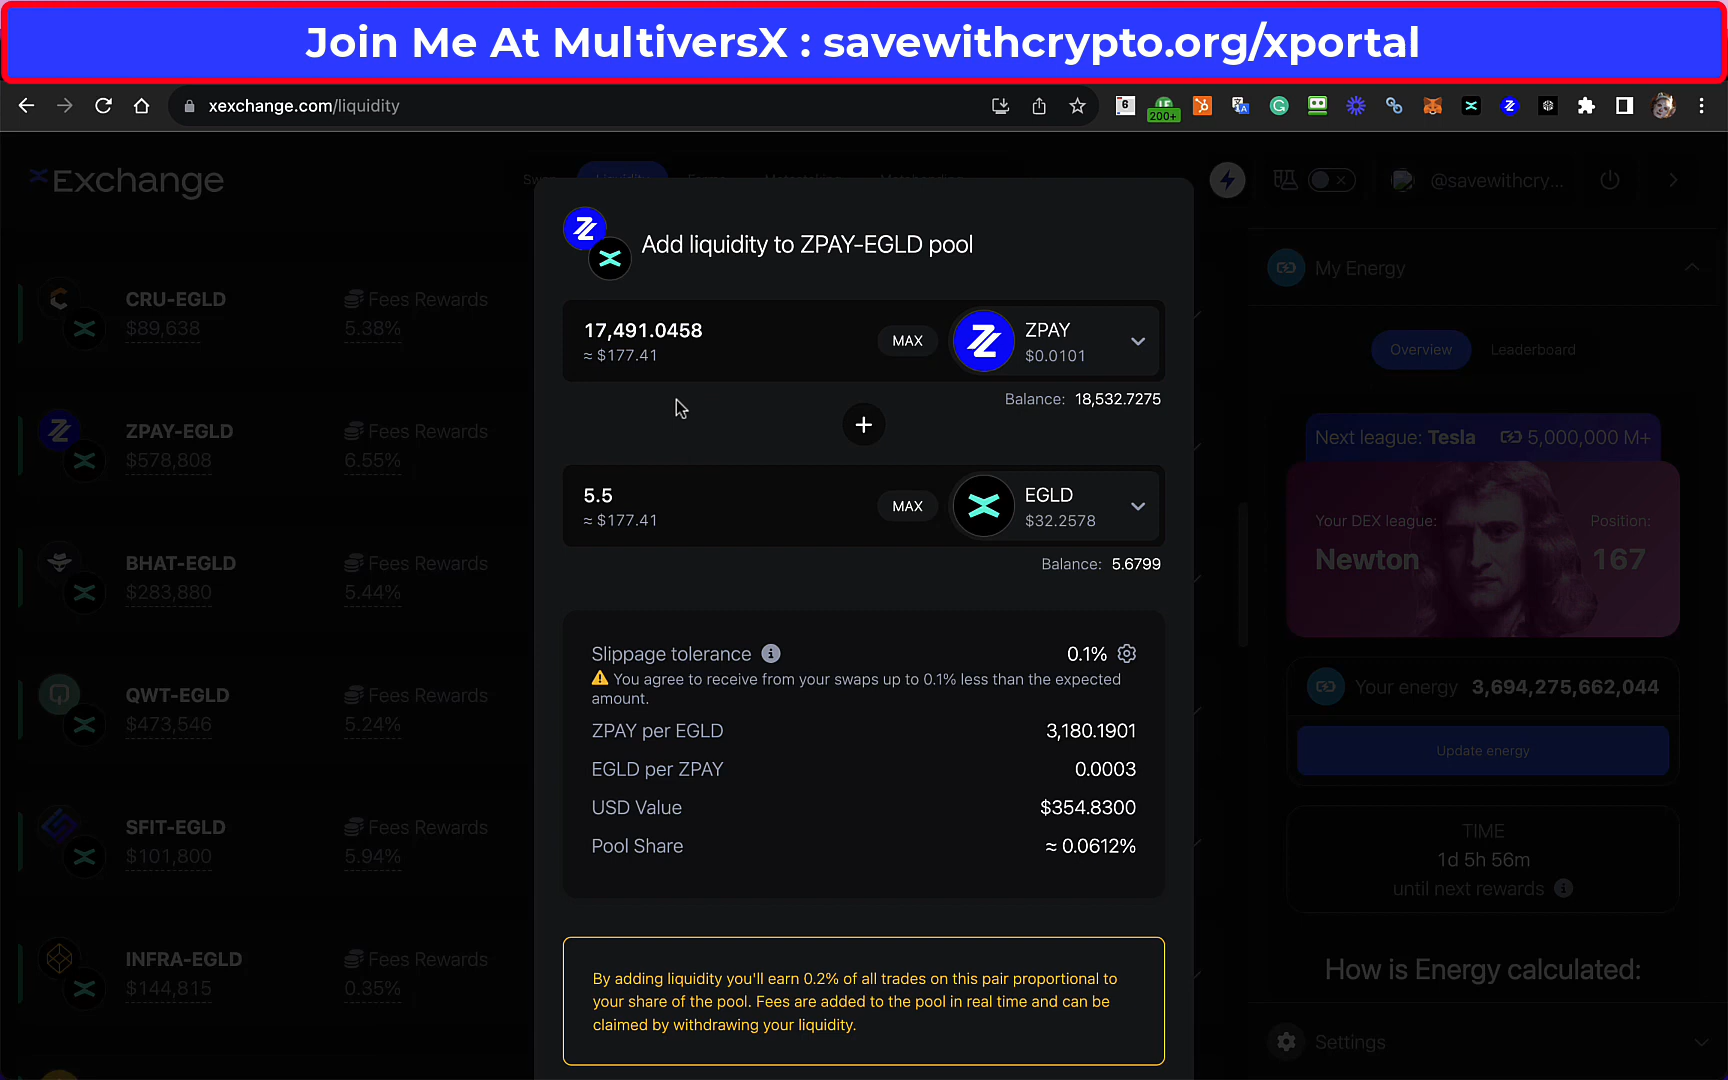 Join Me At MultiversX : savewithcrypto.org/xportal
xexchange.com/liquidity
6
200+
Exchange
@savewithcry...
Add liquidity to ZPAY-EGLD pool
17,491.0458
≈ $177.41
MAX
ZPAY
$0.0101
Balance: 18,532.7275
5.5
≈ $177.41
MAX
EGLD
$32.2578
Balance: 5.6799
Slippage tolerance
0.1%
You agree to receive from your swaps up to 0.1% less than the expected
amount.
ZPAY per EGLD
3,180.1901
EGLD per ZPAY
0.0003
USD Value
$354.8300
Pool Share
≈ 0.0612%
By adding liquidity you'll earn 0.2% of all trades on this pair proportional to
your share of the pool. Fees are added to the pool in real time and can be
claimed by withdrawing your liquidity.
CRU-EGLD
$89,638
Fees Rewards
5.38%
ZPAY-EGLD
$578,808
Fees Rewards
6.55%
BHAT-EGLD
$283,880
Fees Rewards
5.44%
QWT-EGLD
$473,546
Fees Rewards
5.24%
SFIT-EGLD
$101,800
Fees Rewards
5.94%
INFRA-EGLD
$144,815
Fees Rewards
0.35%
My Energy
Overview
Leaderboard
Next league: Tesla
5,000,000 M+
Your DEX league:
Newton
Position:
167
Your energy 3,694,275,662,044
Update energy
TIME
1d 5h 56m
until next rewards
How is Energy calculated:
Settings